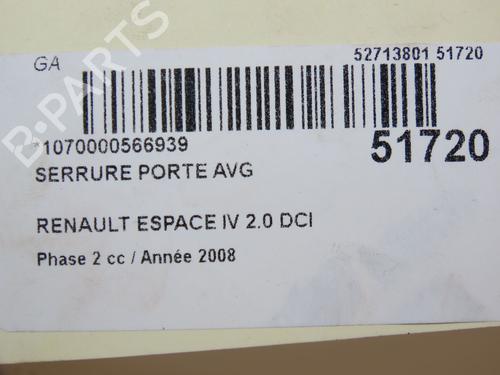 GA
52713801 51720
*1070000566939
51720
SERRURE PORTE AVG
RENAULT ESPACE IV 2.0 DCI
Phase 2 cc / Année 2008
B-PARTS